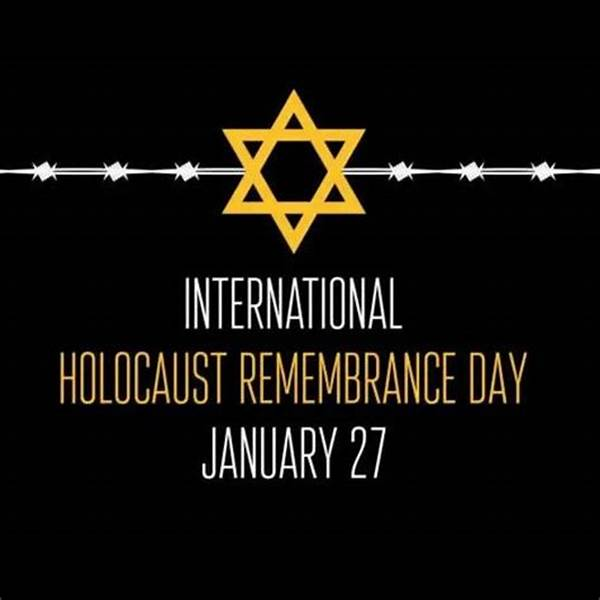 INTERNATIONAL
HOLOCAUST REMEMBRANCE DAY
JANUARY 27